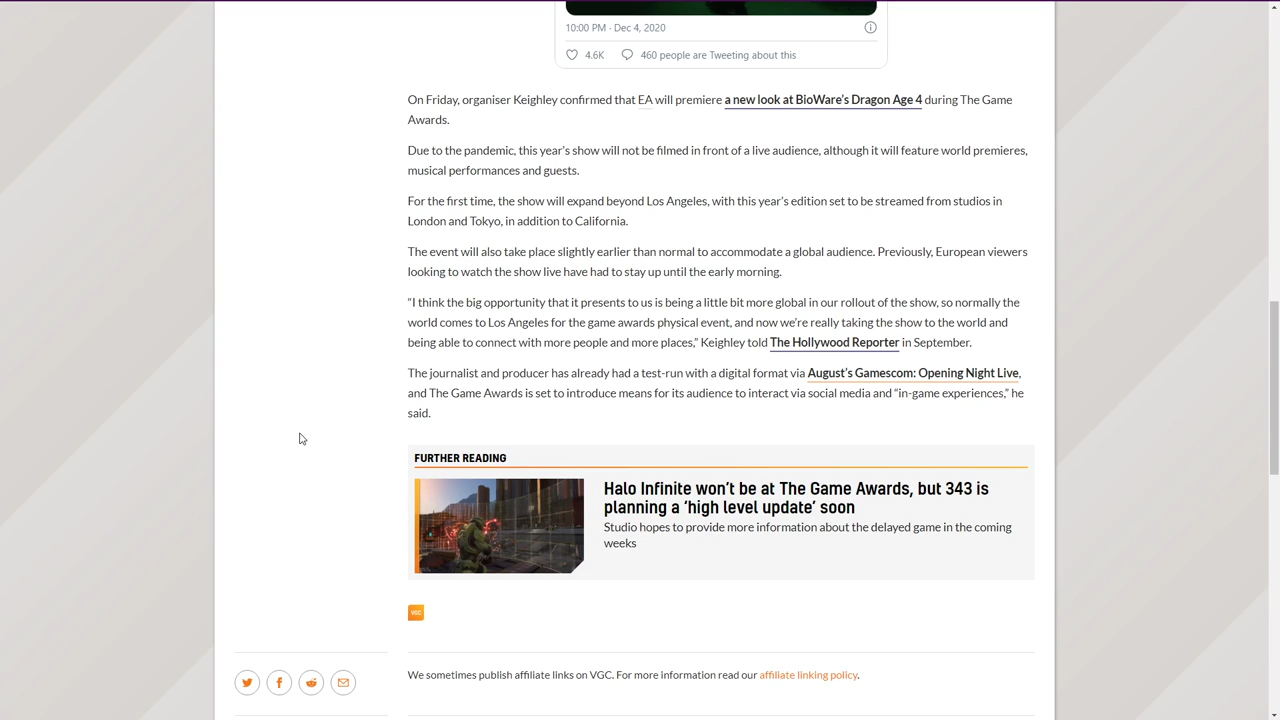 10:00 PM · Dec 4, 2020
4.6K 460 people are Tweeting about this
On Friday, organiser Keighley confirmed that EA will premiere a new look at BioWare’s Dragon Age 4 during The Game
Awards.
Due to the pandemic, this year’s show will not be filmed in front of a live audience, although it will feature world premieres,
musical performances and guests.
For the first time, the show will expand beyond Los Angeles, with this year’s edition set to be streamed from studios in
London and Tokyo, in addition to California.
The event will also take place slightly earlier than normal to accommodate a global audience. Previously, European viewers
looking to watch the show live have had to stay up until the early morning.
“I think the big opportunity that it presents to us is being a little bit more global in our rollout of the show, so normally the
world comes to Los Angeles for the game awards physical event, and now we’re really taking the show to the world and
being able to connect with more people and more places,” Keighley told The Hollywood Reporter in September.
The journalist and producer has already had a test-run with a digital format via August’s Gamescom: Opening Night Live,
and The Game Awards is set to introduce means for its audience to interact via social media and “in-game experiences,” he
said.
FURTHER READING
Halo Infinite won’t be at The Game Awards, but 343 is
planning a ‘high level update’ soon
Studio hopes to provide more information about the delayed game in the coming
weeks
VGC
We sometimes publish affiliate links on VGC. For more information read our affiliate linking policy.